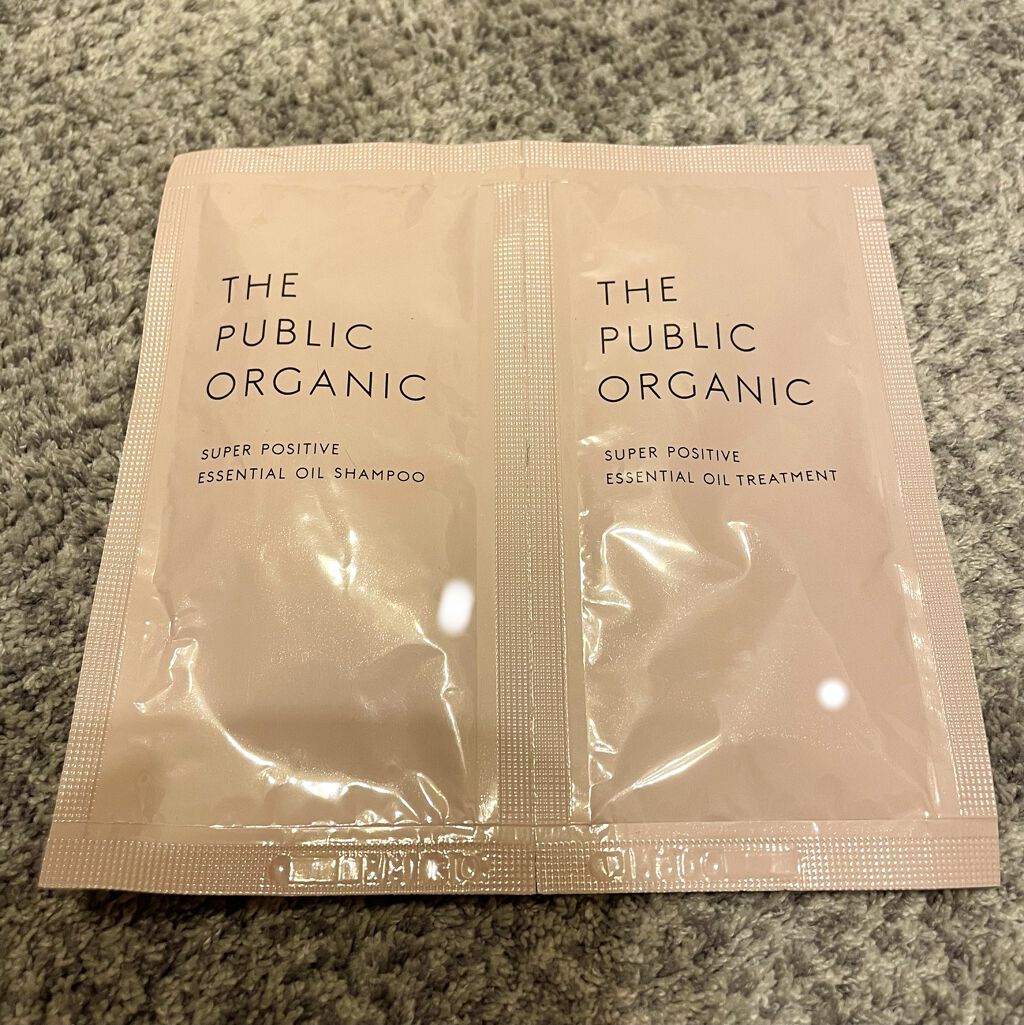 THE
PUBLIC
ORGANIC
SUPER POSITIVE
ESSENTIAL OIL SHAMPOO
THE
PUBLIC
ORGANIC
SUPER POSITIVE
ESSENTIAL OIL TREATMENT